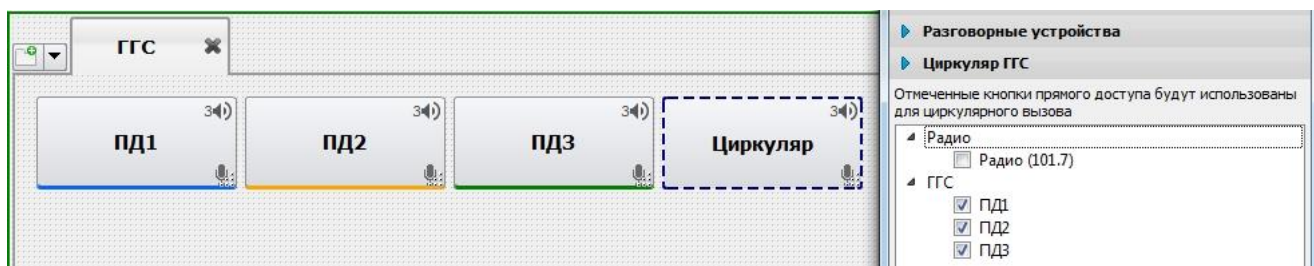 ГГС
3
ПД1
3
ПД2
3
ПД3
3
Циркуляр
Разговорные устройства
Циркуляр ГГС
Отмеченные кнопки прямого доступа будут использованы
для циркулярного вызова
Радио
Радио (101.7)
ГГС
ПД1
ПД2
ПД3